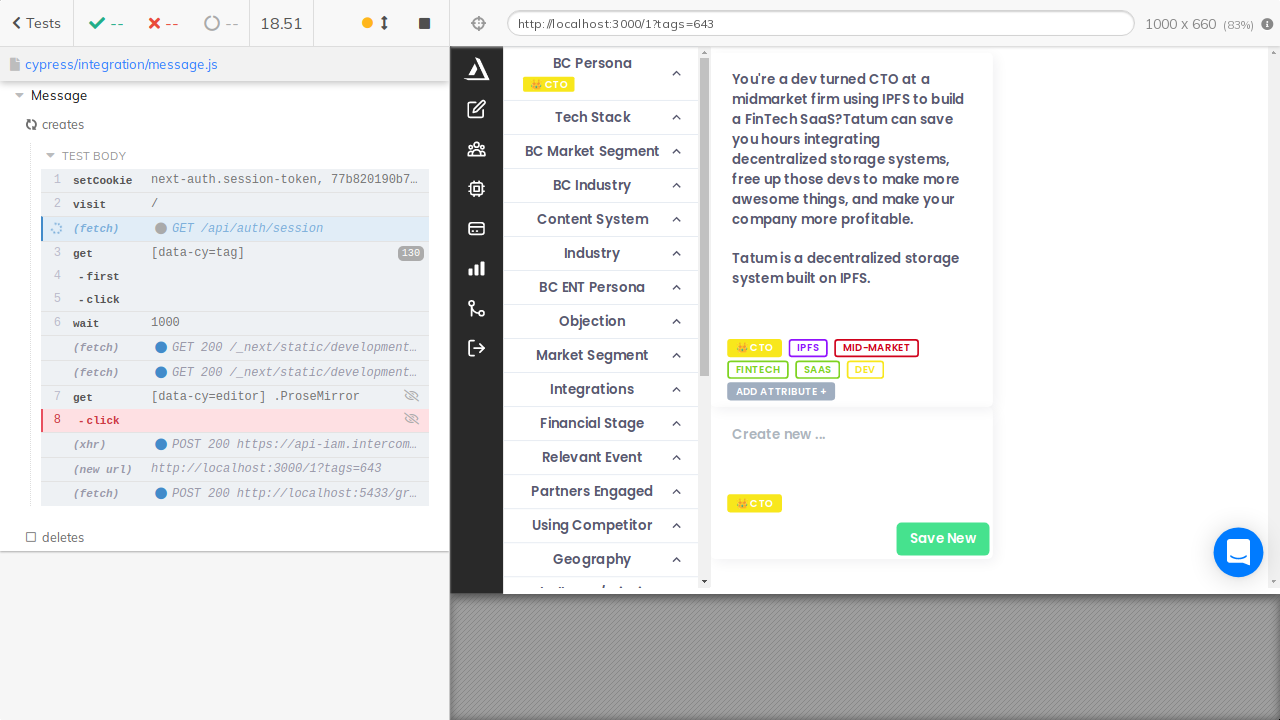 Tests
--
--
--
18.51
http://localhost:3000/1?tags=643
1000 x 660 (83%)
cypress/integration/message.js
Message
creates
TEST BODY
1 setCookie next-auth.session-token, 77b820190b7…
2 visit /
(fetch) GET /api/auth/session
3 get [data-cy=tag] 130
4 -first
5 -click
6 wait 1000
(fetch) GET 200 /_next/static/development…
(fetch) GET 200 /_next/static/development…
7 get [data-cy=editor] .ProseMirror
8 -click
(xhr) POST 200 https://api-iam.intercom…
(new url) http://localhost:3000/1?tags=643
(fetch) POST 200 http://localhost:5433/gr…
deletes
BC Persona
CTO
Tech Stack
BC Market Segment
BC Industry
Content System
Industry
BC ENT Persona
Objection
Market Segment
Integrations
Financial Stage
Relevant Event
Partners Engaged
Using Competitor
Geography
You're a dev turned CTO at a
midmarket firm using IPFS to build
a FinTech SaaS?Tatum can save
you hours integrating
decentralized storage systems,
free up those devs to make more
awesome things, and make your
company more profitable.
Tatum is a decentralized storage
system built on IPFS.
CTO IPFS MID-MARKET
FINTECH SAAS DEV
ADD ATTRIBUTE +
Create new ...
CTO
Save New